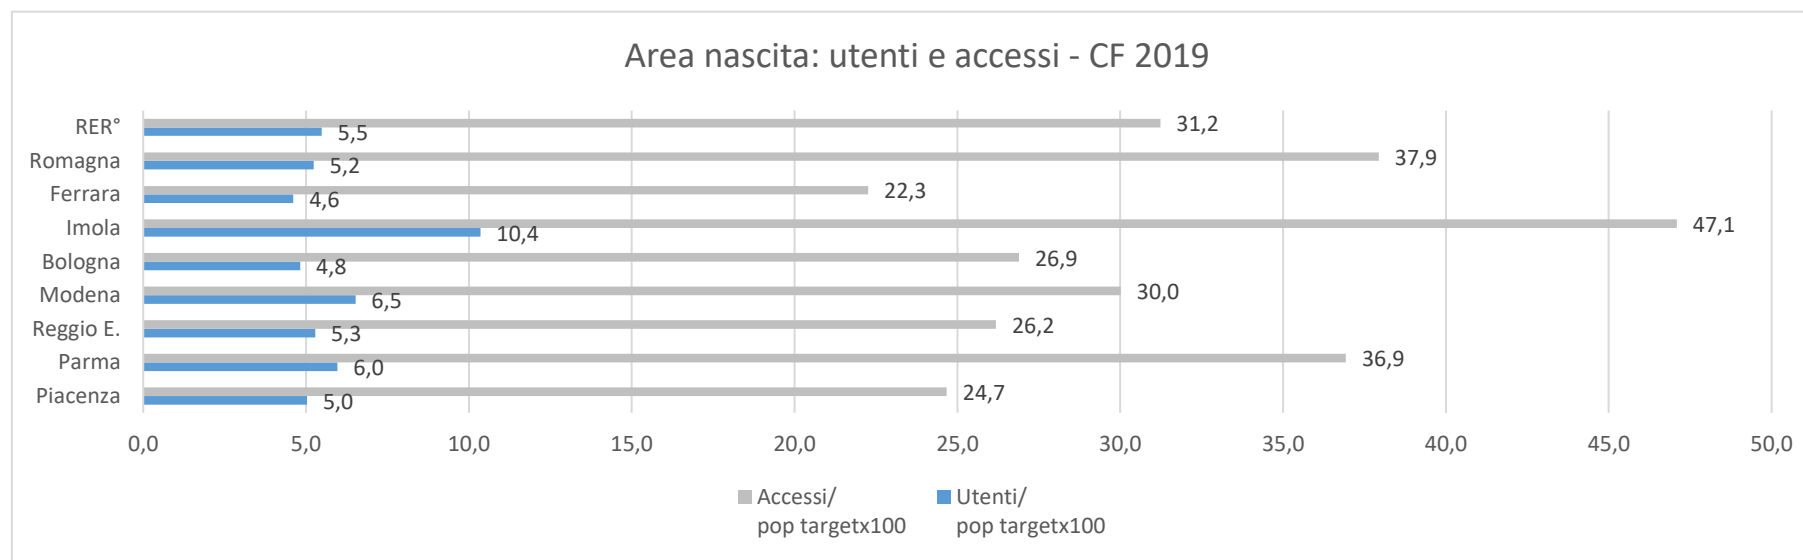 Area nascita: utenti e accessi - CF 2019
RER°
31,2
5,5
Romagna
37,9
5,2
Ferrara
22,3
4,6
Imola
47,1
10,4
Bologna
26,9
4,8
Modena
30,0
6,5
Reggio E.
26,2
5,3
Parma
36,9
6,0
Piacenza
24,7
5,0
0,0 5,0 10,0 15,0 20,0 25,0 30,0 35,0 40,0 45,0 50,0
Accessi/
pop targetx100
Utenti/
pop targetx100